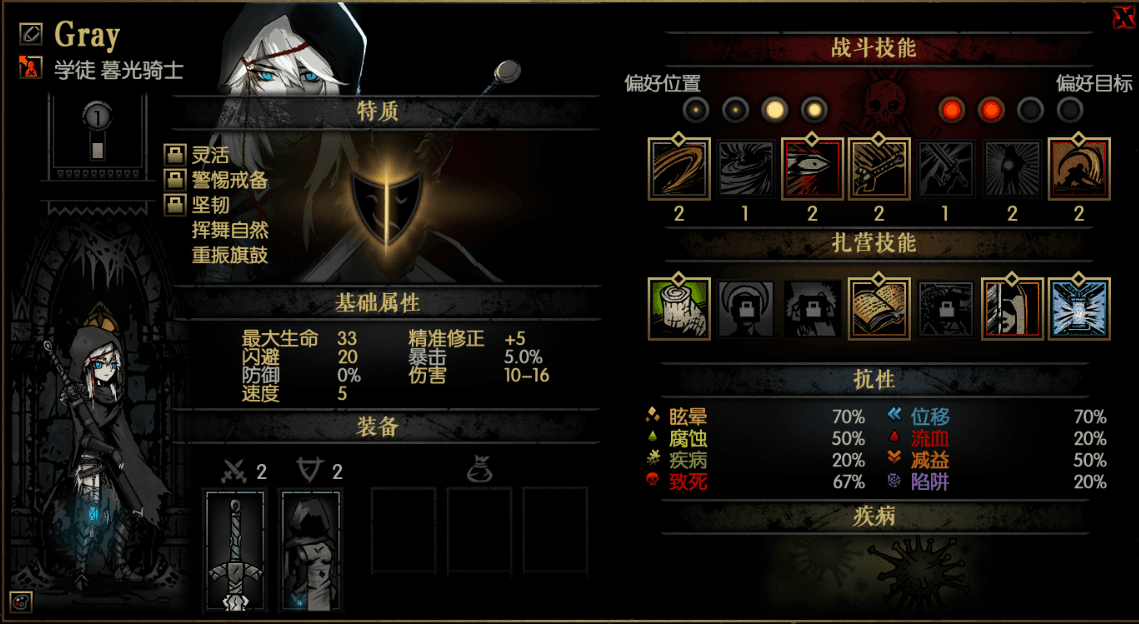 Gray
学徒 暮光骑士
1
特质
灵活
警惕戒备
坚韧
挥舞自然
重振旗鼓
基础属性
最大生命 33 精准修正 +5
闪避 20 暴击 5.0%
防御 0% 伤害 10-16
速度 5
装备
2 2
战斗技能
偏好位置 偏好目标
2 1 2 2 1 2 2
扎营技能
抗性
眩晕 70% 位移 70%
腐蚀 50% 流血 20%
疾病 20% 减益 50%
致死 67% 陷阱 20%
疾病